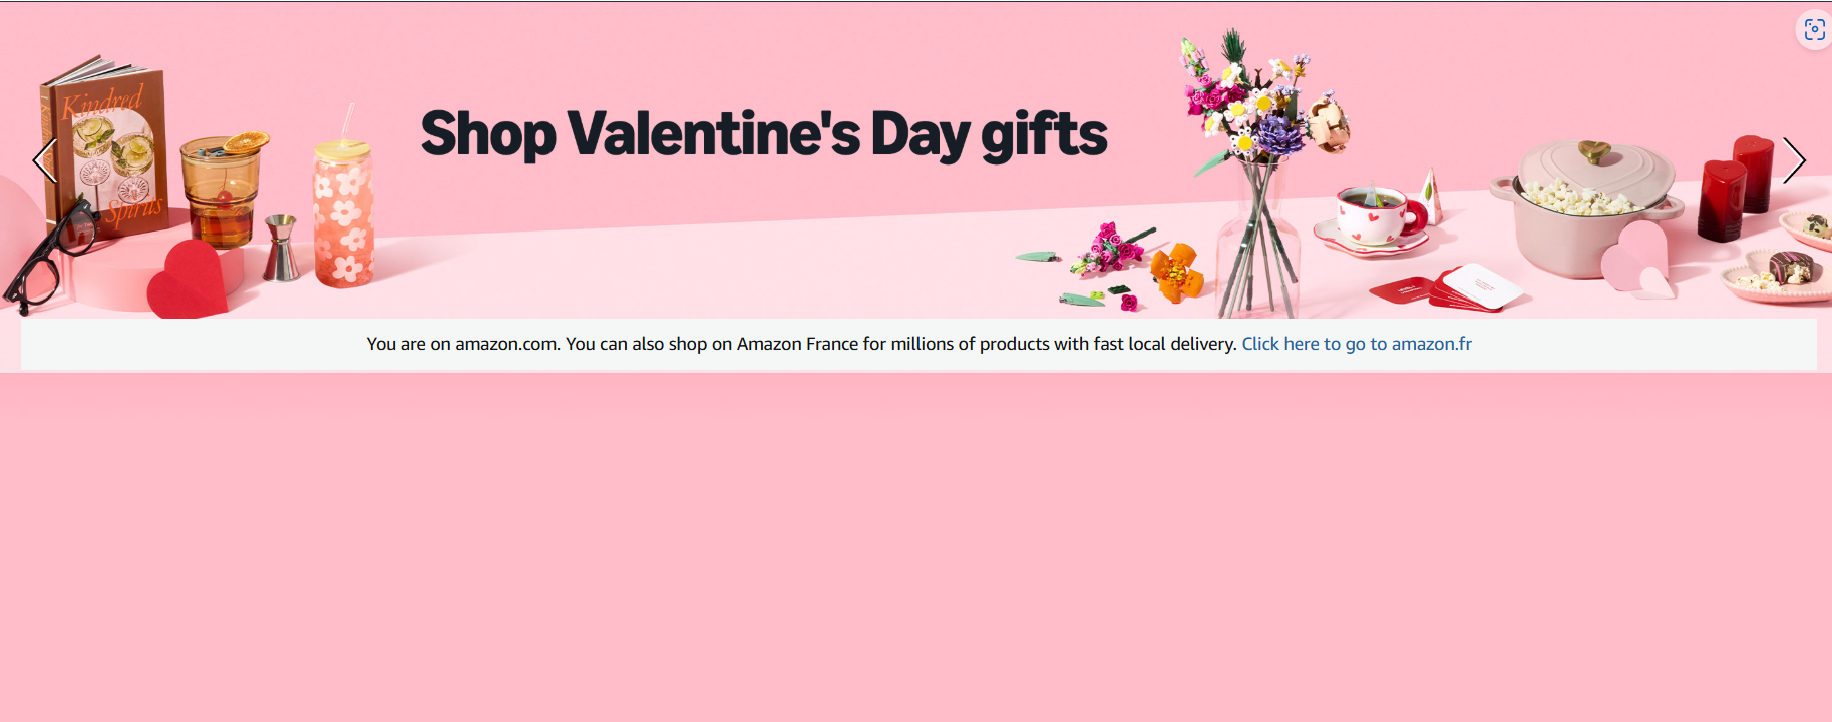 Shop Valentine's Day gifts
Kindred
Spirits
You are on amazon.com. You can also shop on Amazon France for millions of products with fast local delivery. Click here to go to amazon.fr